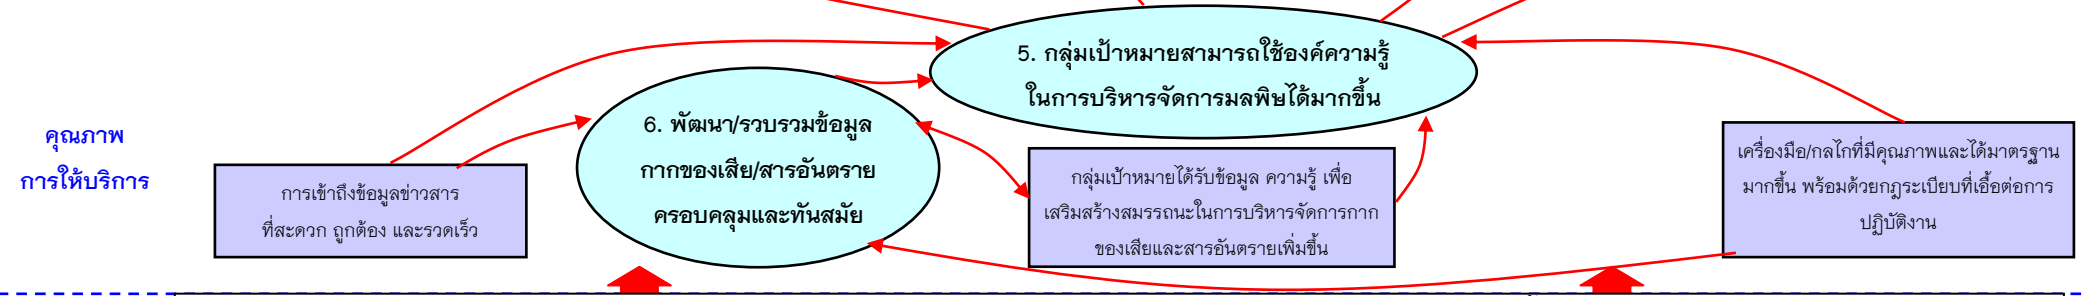 คุณภาพ
การให้บริการ
การเข้าถึงข้อมูลข่าวสาร
ที่สะดวก ถูกต้อง และรวดเร็ว
6. พัฒนา/รวบรวมข้อมูล
กากของเสีย/สารอันตราย
ครอบคลุมและทันสมัย
5. กลุ่มเป้าหมายสามารถใช้องค์ความรู้
ในการบริหารจัดการมลพิษได้มากขึ้น
กลุ่มเป้าหมายได้รับข้อมูล ความรู้ เพื่อ
เสริมสร้างสมรรถนะในการบริหารจัดการกาก
ของเสียและสารอันตรายเพิ่มขึ้น
เครื่องมือ/กลไกที่มีคุณภาพและได้มาตรฐาน
มากขึ้น พร้อมด้วยกฎระเบียบที่เอื้อต่อการ
ปฏิบัติงาน